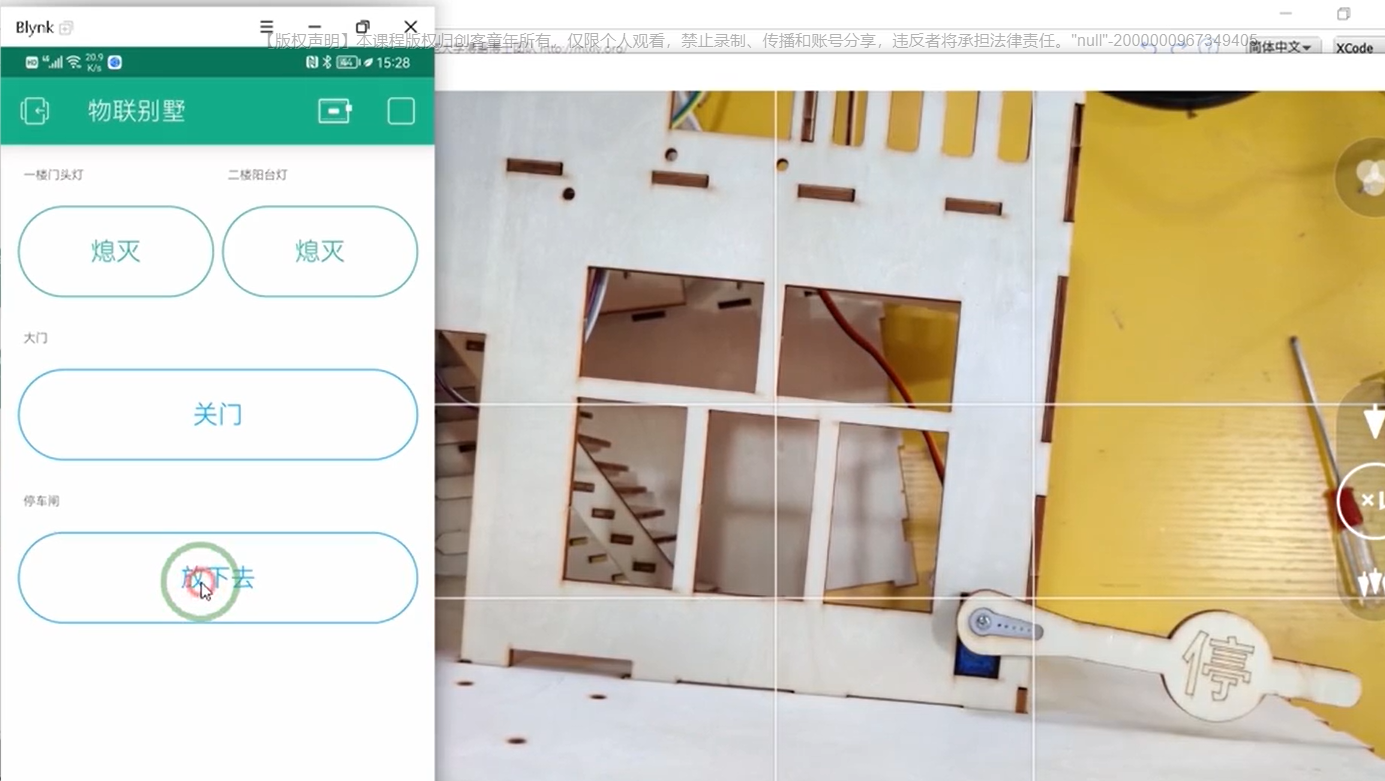 Blynk
【版权声明】本课程版权归创客童年所有，仅限个人观看，禁止录制、传播和账号分享，违反者将承担法律责任。"null"-2000000967349405
简体中文
XCode
HD
20.9
K/s
15:28
物联别墅
一楼门头灯
二楼阳台灯
熄灭
熄灭
大门
关门
停车闸
放下去
停